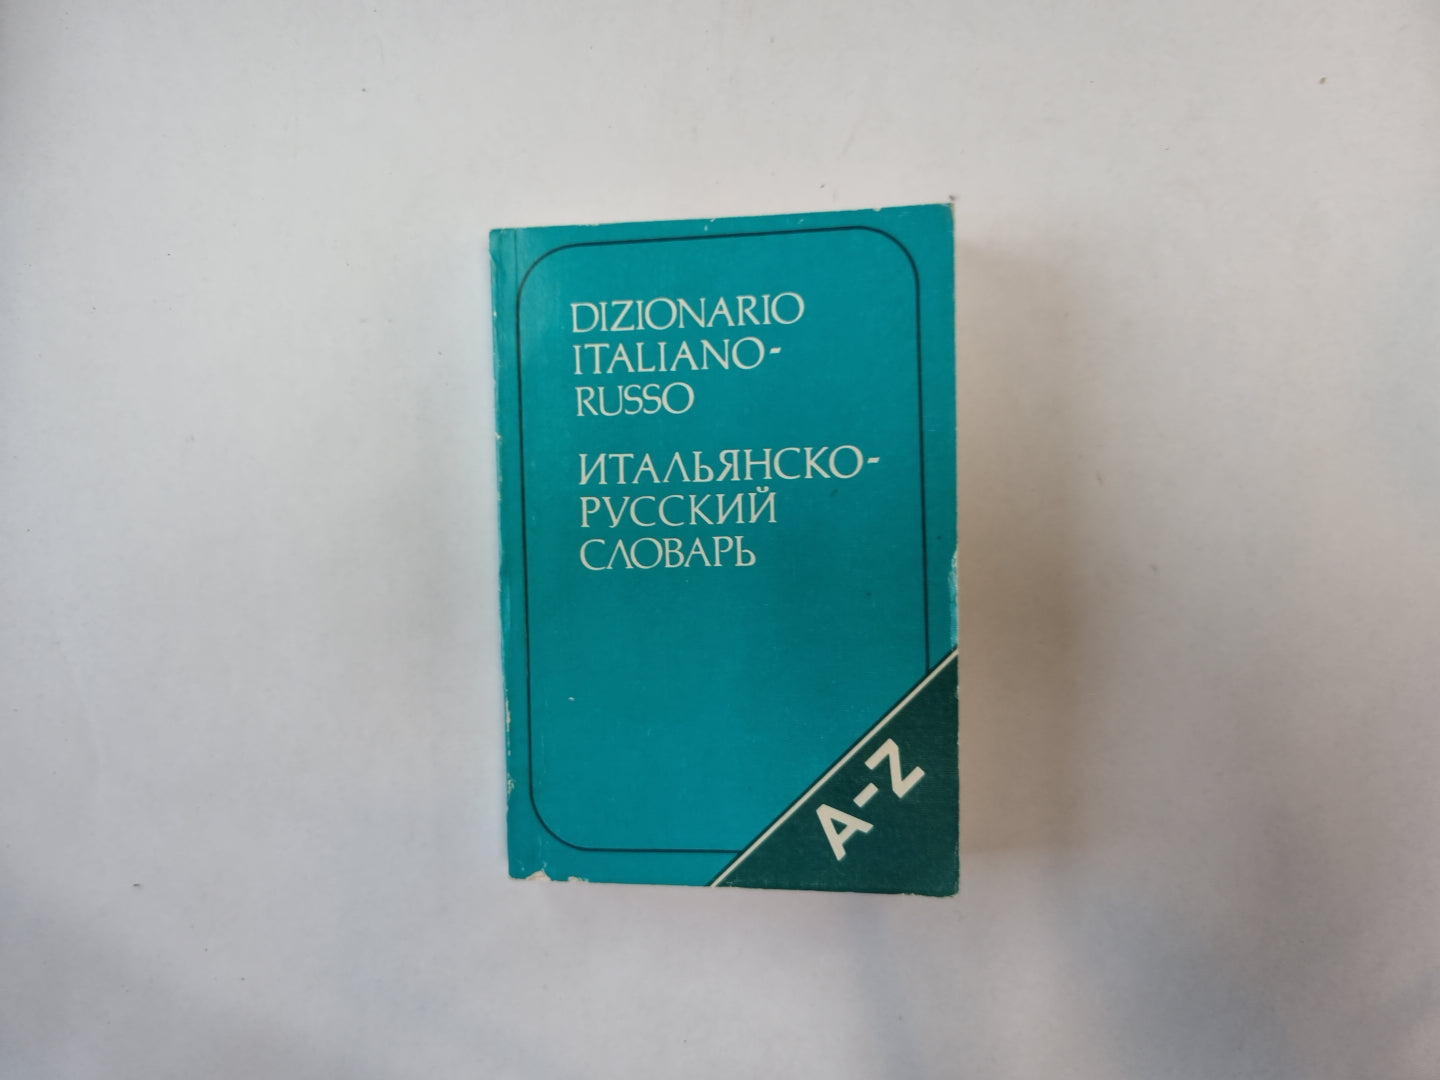 DIZIONARIO
ITALIANO-
RUSSO
ИТАЛЬЯНСКО-
РУССКИЙ
СЛОВАРЬ
A-Z